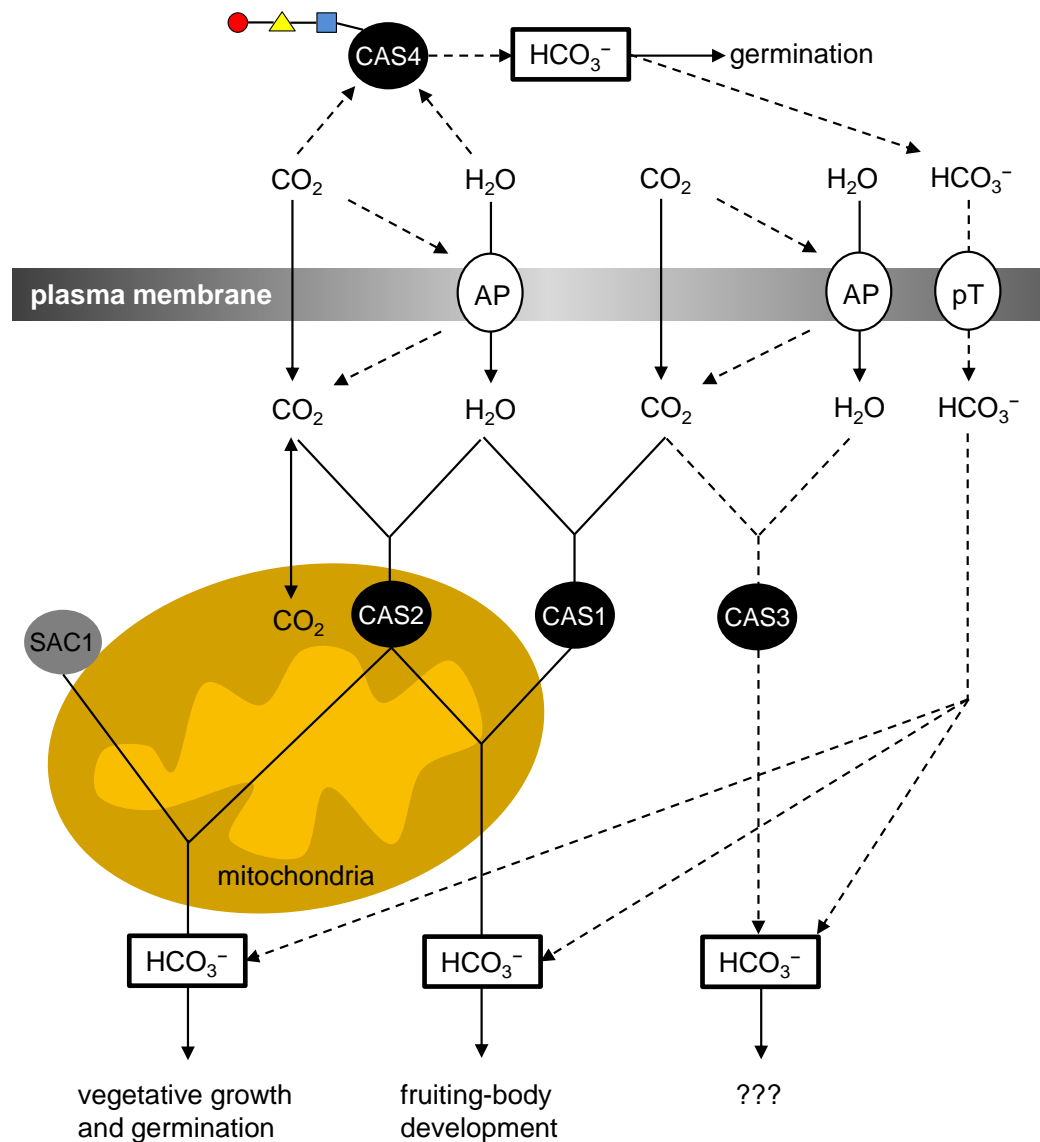 CAS4
HCO₃⁻
germination
CO₂
H₂O
CO₂
H₂O
HCO₃⁻
plasma membrane
AP
AP
pT
CO₂
H₂O
CO₂
H₂O
HCO₃⁻
SAC1
CO₂
CAS2
CAS1
CAS3
mitochondria
HCO₃⁻
HCO₃⁻
HCO₃⁻
vegetative growth
and germination
fruiting-body
development
???